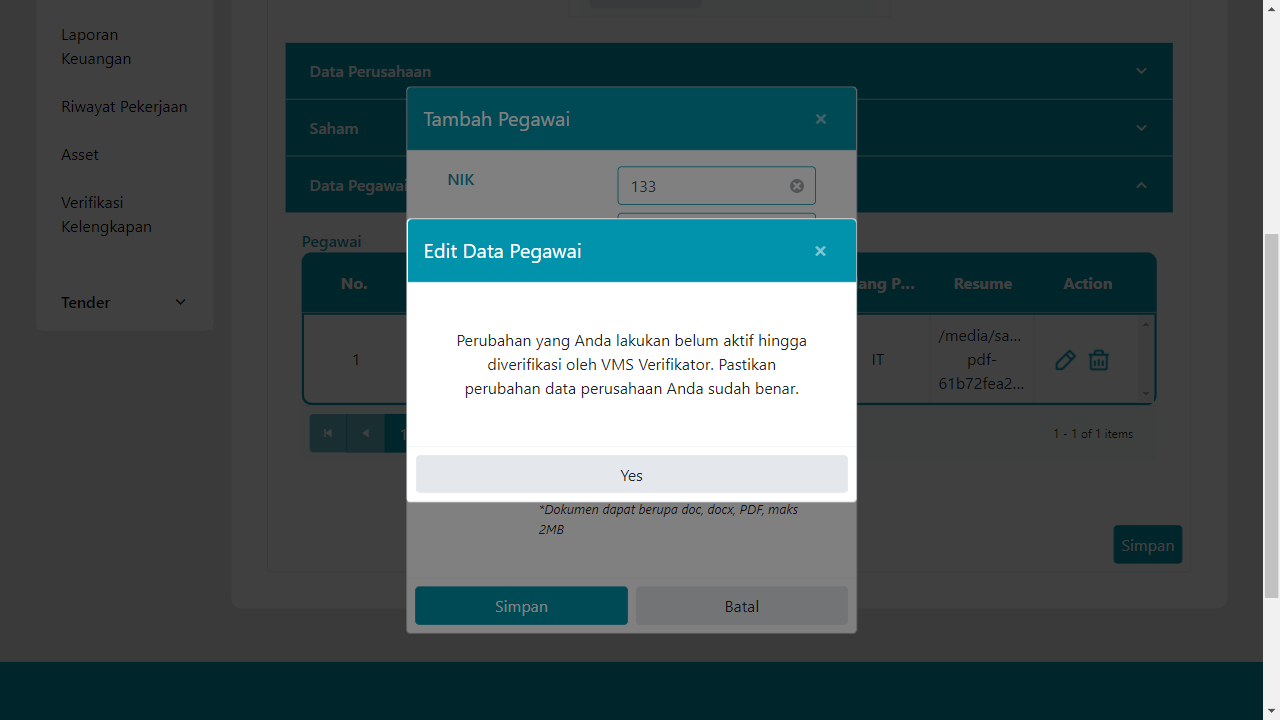 Laporan
Keuangan
Riwayat Pekerjaan
Asset
Verifikasi
Kelengkapan
Tender
Data Perusahaan
Saham
Data Pegawai
Tambah Pegawai ×
NIK
133
Edit Data Pegawai ×
Perubahan yang Anda lakukan belum aktif hingga
diverifikasi oleh VMS Verifikator. Pastikan
perubahan data perusahaan Anda sudah benar.
Yes
*Dokumen dapat berupa doc, docx, PDF, maks
2MB
Simpan
Batal
Pegawai
No.
ang P...
Resume
Action
1
IT
/media/sa...
pdf-
61b72fea2...
1
1 - 1 of 1 items
Simpan